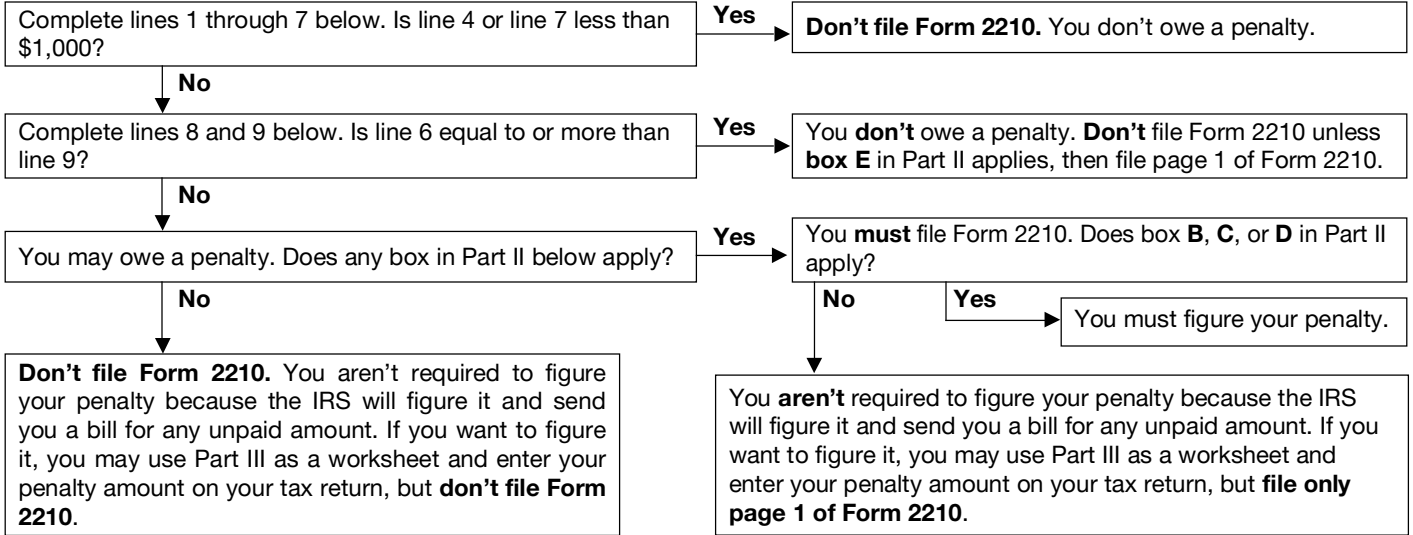 Complete lines 1 through 7 below. Is line 4 or line 7 less than
$1,000?
Yes
Don’t file Form 2210. You don’t owe a penalty.
No
Complete lines 8 and 9 below. Is line 6 equal to or more than
line 9?
Yes
You don’t owe a penalty. Don’t file Form 2210 unless
box E in Part II applies, then file page 1 of Form 2210.
No
You may owe a penalty. Does any box in Part II below apply?
Yes
You must file Form 2210. Does box B, C, or D in Part II
apply?
No
No
Yes
You must figure your penalty.
Don’t file Form 2210. You aren’t required to figure
your penalty because the IRS will figure it and send
you a bill for any unpaid amount. If you want to figure
it, you may use Part III as a worksheet and enter your
penalty amount on your tax return, but don’t file Form
2210.
You aren’t required to figure your penalty because the IRS
will figure it and send you a bill for any unpaid amount. If you
want to figure it, you may use Part III as a worksheet and
enter your penalty amount on your tax return, but file only
page 1 of Form 2210.